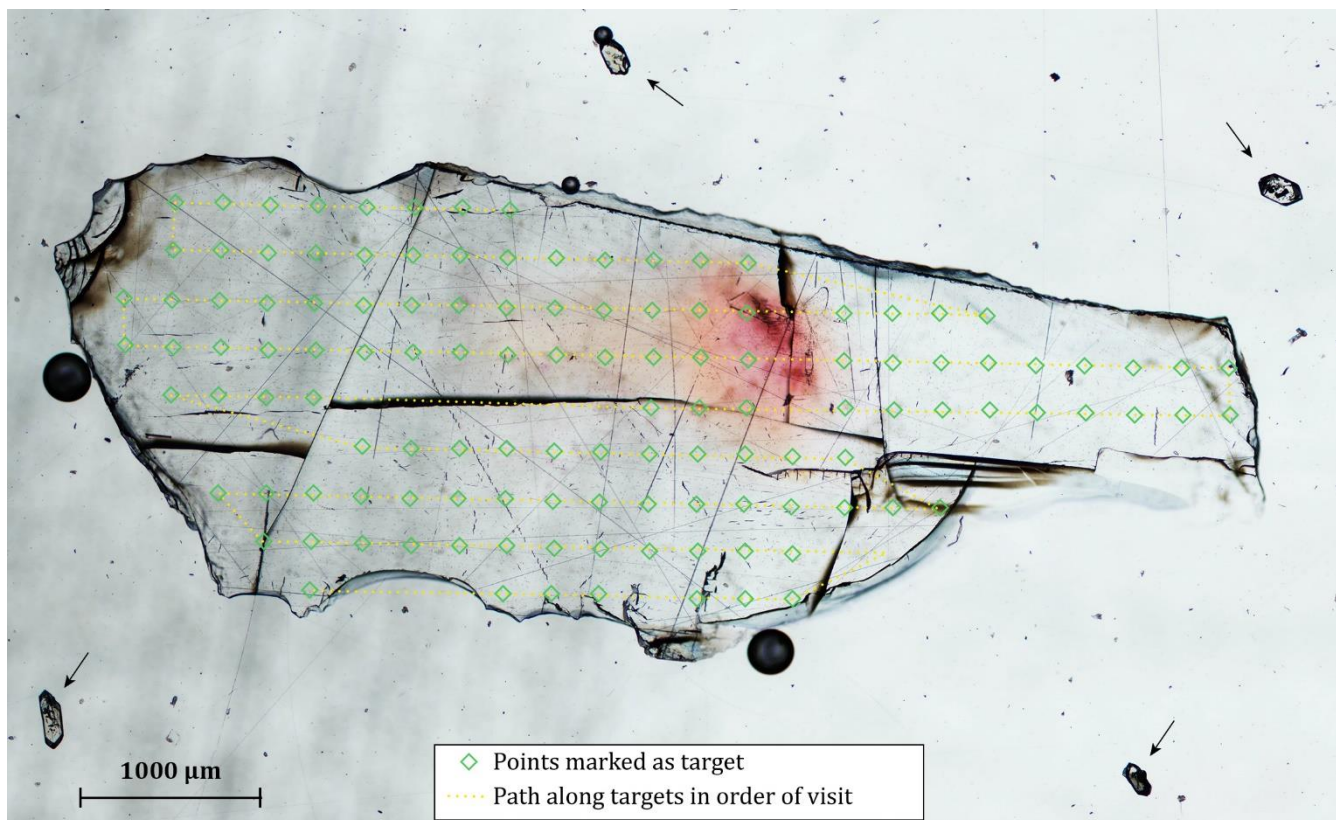 1000 µm
Points marked as target
Path along targets in order of visit